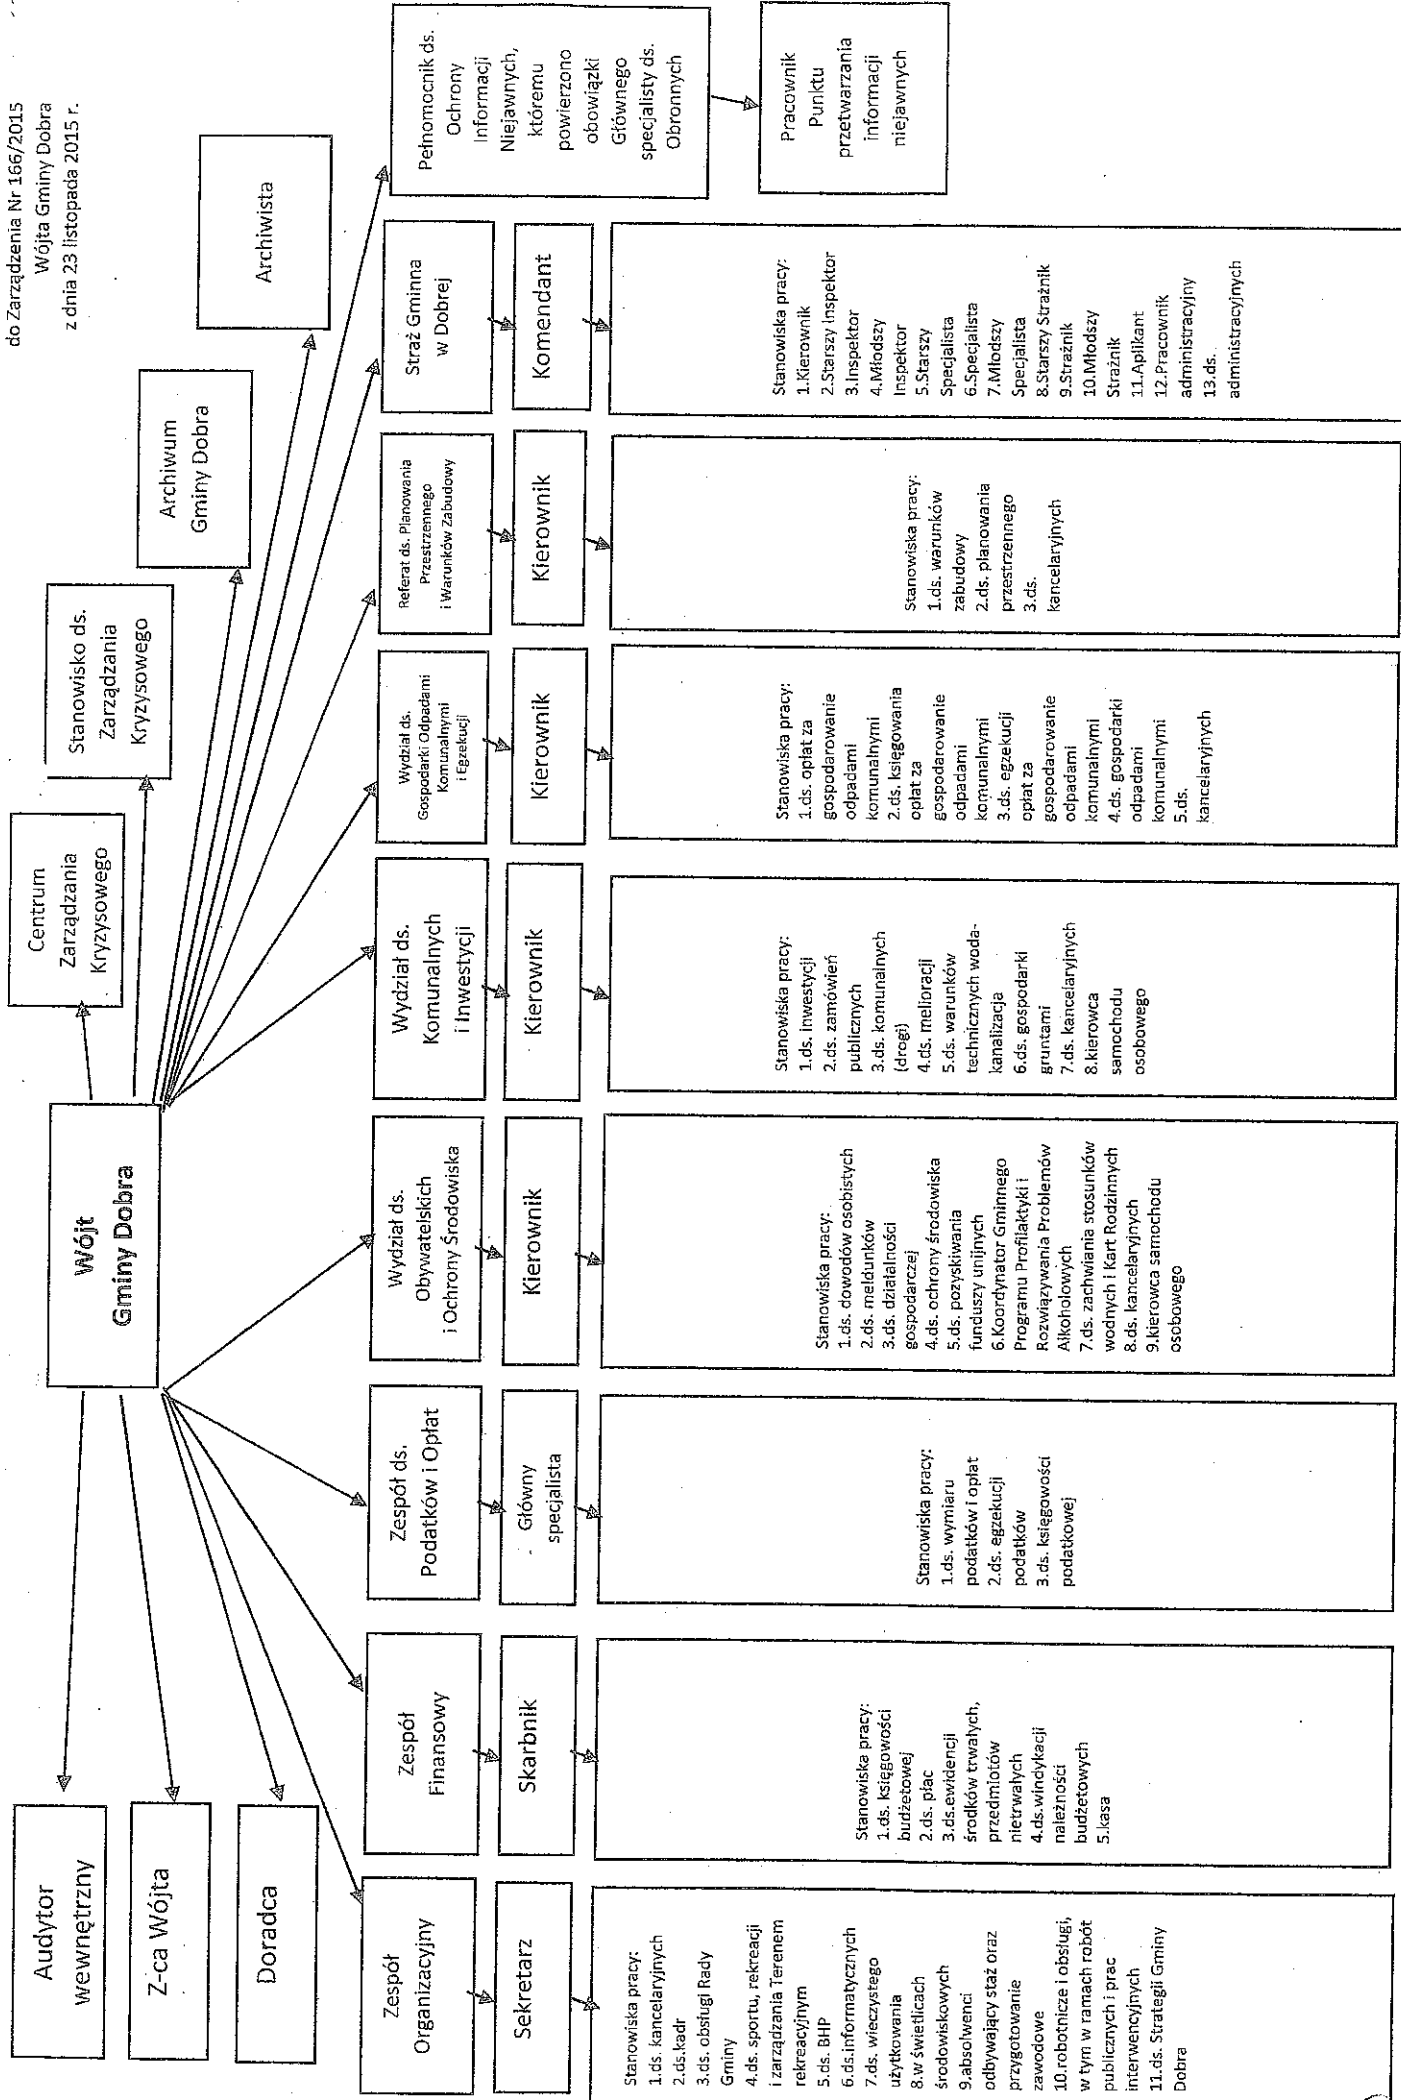 do Zarządzenia Nr 166/2015
Wójta Gminy Dobra
z dnia 23 listopada 2015 r.
Wójt
Gminy Dobra
Audytor
wewnętrzny
Z-ca Wójta
Doradca
Centrum
Zarządzania
Kryzysowego
Stanowisko ds.
Zarządzania
Kryzysowego
Archiwum
Gminy Dobra
Archiwista
Zespół
Organizacyjny
Sekretarz
Stanowiska pracy:
1.ds. kancelaryjnych
2.ds.kadr
3.ds. obsługi Rady
Gminy
4.ds. sportu, rekreacji
i zarządzania Terenem
rekreacyjnym
5.ds. BHP
6.ds.informatycznych
7.ds. wieczystego
użytkowania
8.w świetlicach
środowiskowych
9.absolwenci
odbywający staż oraz
przygotowanie
zawodowe
10.robotnicze i obsługi,
w tym w ramach robót
publicznych i prac
interwencyjnych
11.ds. Strategii Gminy
Dobra
Zespół
Finansowy
Skarbnik
Stanowiska pracy:
1.ds. księgowości
budżetowej
2.ds. płac
3.ds.ewidencji
środków trwałych,
przedmiotów
nietrwałych
4.ds.windykacji
należności
budżetowych
5.kasa
Zespół ds.
Podatków i Opłat
Główny
specjalista
Stanowiska pracy:
1.ds. wymiaru
podatków i opłat
2.ds. egzekucji
podatków
3.ds. księgowości
podatkowej
Wydział ds.
Obywatelskich
i Ochrony Środowiska
Kierownik
Stanowiska pracy:
1.ds. dowodów osobistych
2.ds. meldunków
3.ds. działalności
gospodarczej
4.ds. ochrony środowiska
5.ds. pozyskiwania
funduszy unijnych
6.Koordynator Gminnego
Programu Profilaktyki i
Rozwiązywania Problemów
Alkoholowych
7.ds. zachwiania stosunków
wodnych i Kart Rodzinnych
8.ds. kancelaryjnych
9.kierowca samochodu
osobowego
Wydział ds.
Komunalnych
i Inwestycji
Kierownik
Stanowiska pracy:
1.ds. inwestycji
2.ds. zamówień
publicznych
3.ds. komunalnych
(drogi)
4.ds. melioracji
5.ds. warunków
technicznych woda-
kanalizacja
6.ds. gospodarki
gruntami
7.ds. kancelaryjnych
8.kierowca
samochodu
osobowego
Wydział ds.
Gospodarki Odpadami
Komunalnymi
i Egzekucji
Kierownik
Stanowiska pracy:
1.ds. opłat za
gospodarowanie
odpadami
komunalnymi
2.ds. księgowania
opłat za
gospodarowanie
odpadami
komunalnymi
3.ds. egzekucji
opłat za
gospodarowanie
odpadami
komunalnymi
4.ds. gospodarki
odpadami
komunalnymi
5.ds.
kancelaryjnych
Referat ds. Planowania
Przestrzennego
i Warunków Zabudowy
Kierownik
Stanowiska pracy:
1.ds. warunków
zabudowy
2.ds. planowania
przestrzennego
3.ds.
kancelaryjnych
Straż Gminna
w Dobrej
Komendant
Stanowiska pracy:
1.Kierownik
2.Starszy Inspektor
3.Inspektor
4.Młodszy
Inspektor
5.Starszy
Specjalista
6.Specjalista
7.Młodszy
Specjalista
8.Starszy Strażnik
9.Strażnik
10.Młodszy
Strażnik
11.Aplikant
12.Pracownik
administracyjny
13.ds.
administracyjnych
Pełnomocnik ds.
Ochrony
Informacji
Niejawnych,
któremu
powierzono
obowiązki
Głównego
specjalisty ds.
Obronnych
Pracownik
Punktu
przetwarzania
informacji
niejawnych